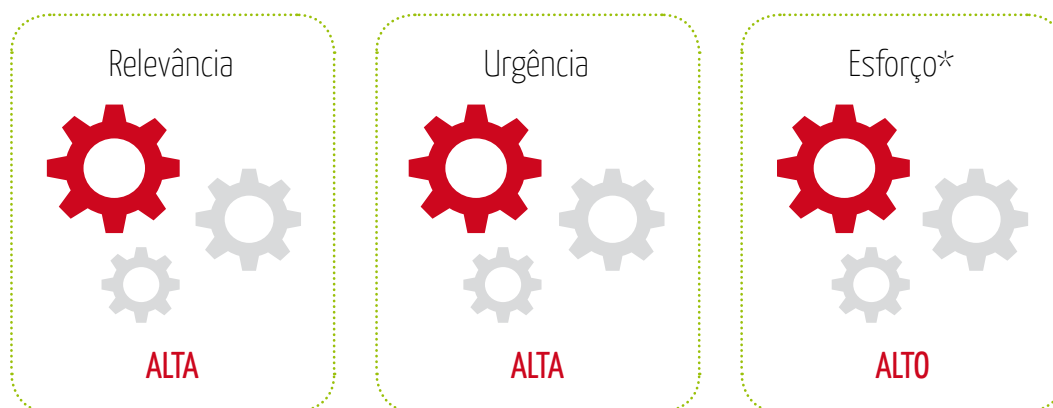 Relevância
ALTA
Urgência
ALTA
Esforço*
ALTO